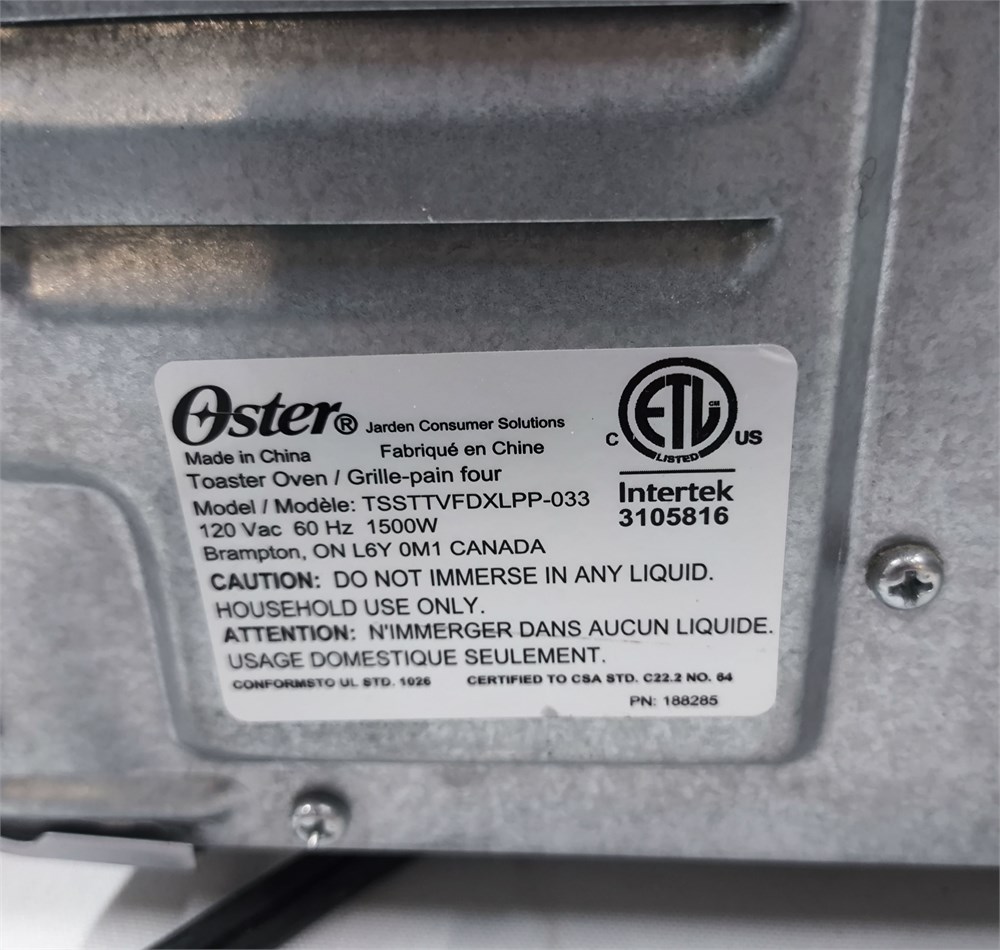 Oster® Jarden Consumer Solutions
Made in China Fabriqué en Chine
Toaster Oven / Grille-pain four
Model / Modèle: TSSTTVFDXLPP-033
120 Vac 60 Hz 1500W
Brampton, ON L6Y 0M1 CANADA
C ETL CM US
LISTED
Intertek
3105816
CAUTION: DO NOT IMMERSE IN ANY LIQUID.
HOUSEHOLD USE ONLY.
ATTENTION: N'IMMERGER DANS AUCUN LIQUIDE.
USAGE DOMESTIQUE SEULEMENT.
CONFORMSTO UL STD. 1026 CERTIFIED TO CSA STD. C22.2 NO. 64
PN: 188285